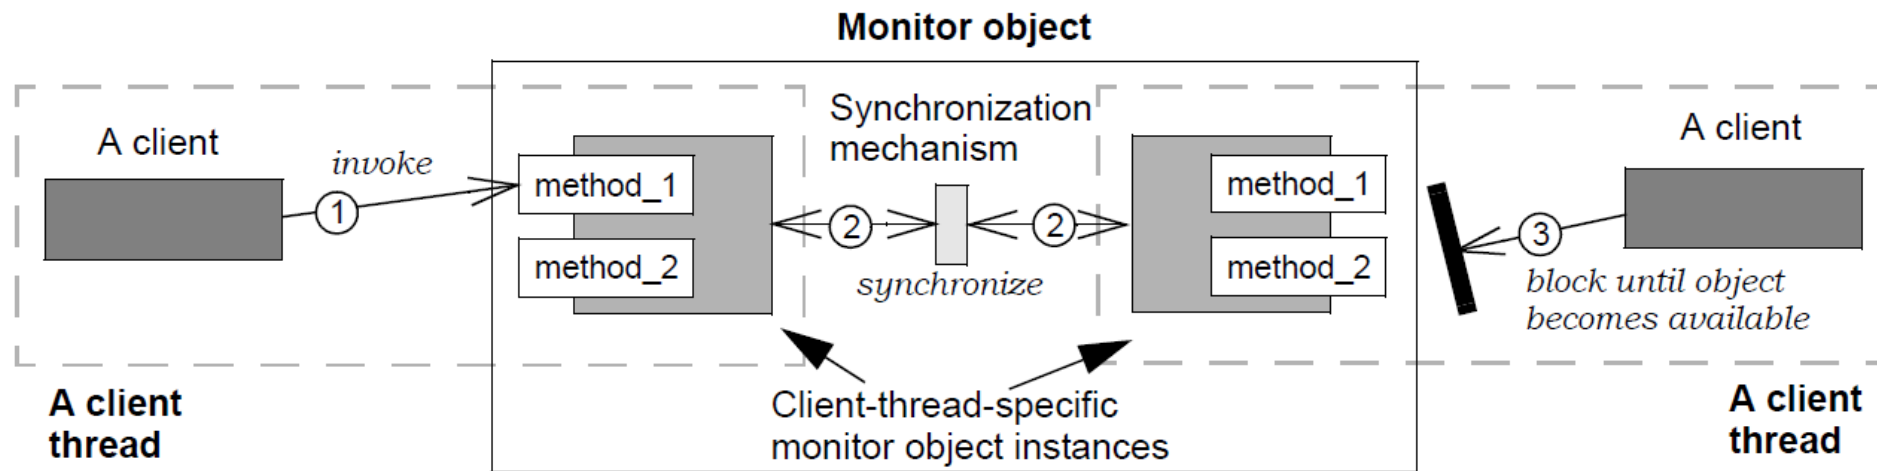 Monitor object
A client
invoke
1
method_1
method_2
Synchronization
mechanism
2
2
synchronize
method_1
method_2
A client
3
block until object
becomes available
A client
thread
Client-thread-specific
monitor object instances
A client
thread